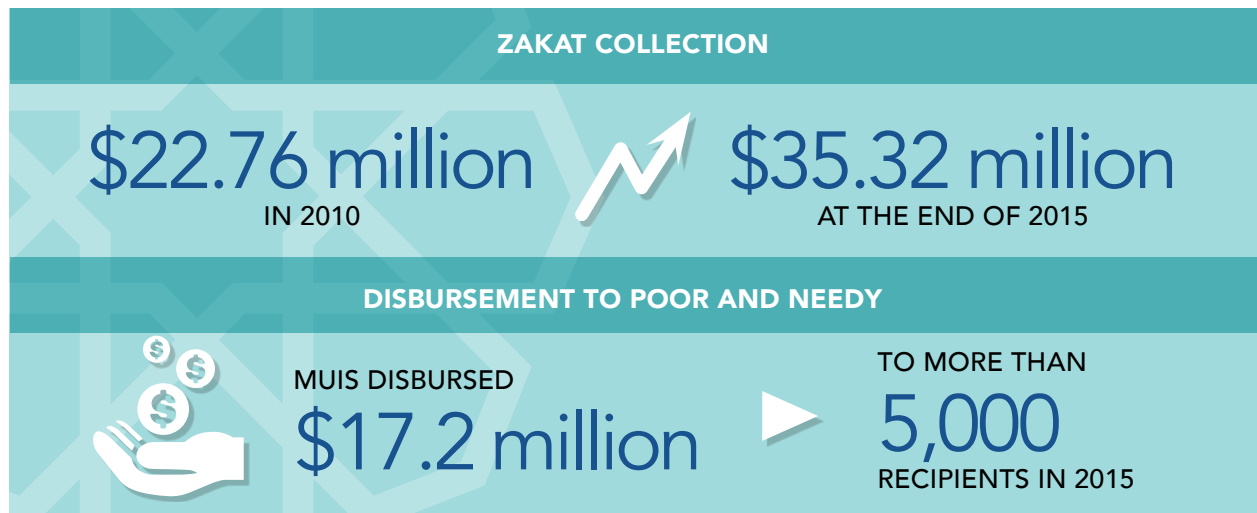 ZAKAT COLLECTION
$22.76 million
IN 2010
$35.32 million
AT THE END OF 2015
DISBURSEMENT TO POOR AND NEEDY
$
$
$
MUIS DISBURSED
$17.2 million
TO MORE THAN
5,000
RECIPIENTS IN 2015